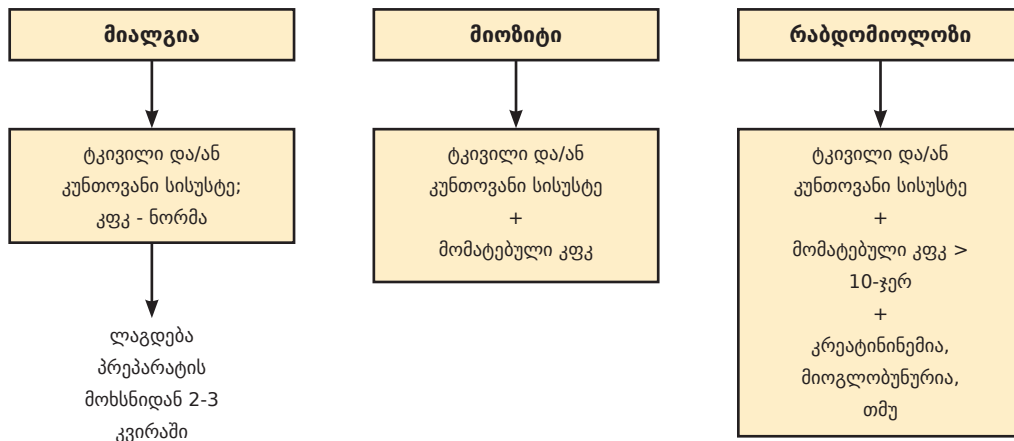 მიალგია
ტკივილი და/ან
კუნთოვანი სისუსტე;
კფკ - ნორმა
ლაგდება
პრეპარატის
მოხსნიდან 2-3
კვირაში
მიოზიტი
ტკივილი და/ან
კუნთოვანი სისუსტე
+
მომატებული კფკ
რაბდომიოლოზი
ტკივილი და/ან
კუნთოვანი სისუსტე
+
მომატებული კფკ >
10-ჯერ
+
კრეატინინემია,
მიოგლობუნურია,
თმუ